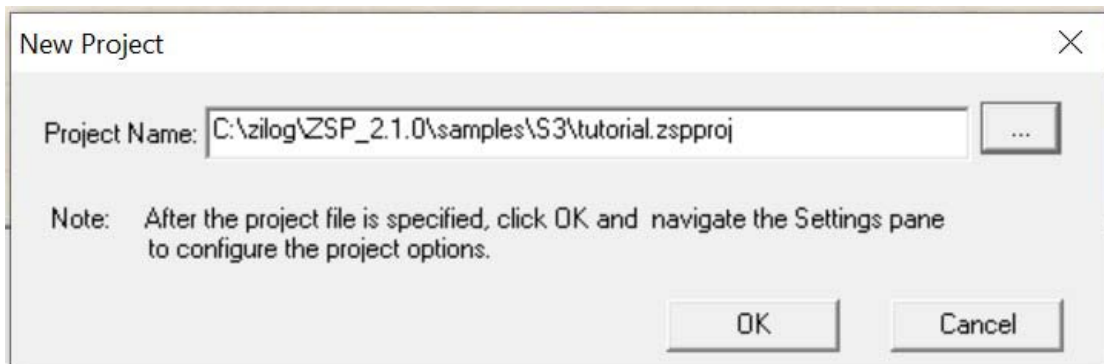 New Project
Project Name: C:\zilog\ZSP_2.1.0\samples\S3\tutorial.zspproj ...
Note: After the project file is specified, click OK and navigate the Settings pane
to configure the project options.
OK Cancel